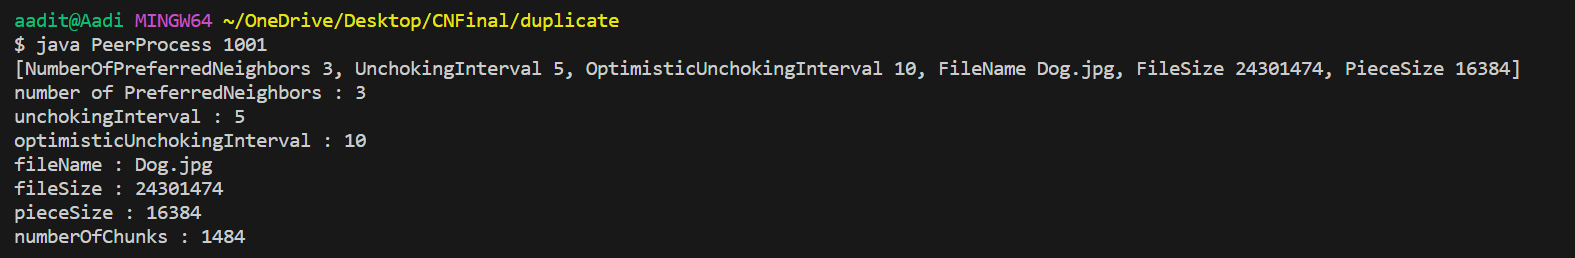 aadit@Aadi MINGW64 ~/OneDrive/Desktop/CNFinal/duplicate
$ java PeerProcess 1001
[NumberOfPreferredNeighbors 3, UnchokingInterval 5, OptimisticUnchokingInterval 10, FileName Dog.jpg, FileSize 24301474, PieceSize 16384]
number of PreferredNeighbors : 3
unchokingInterval : 5
optimisticUnchokingInterval : 10
fileName : Dog.jpg
fileSize : 24301474
pieceSize : 16384
numberOfChunks : 1484